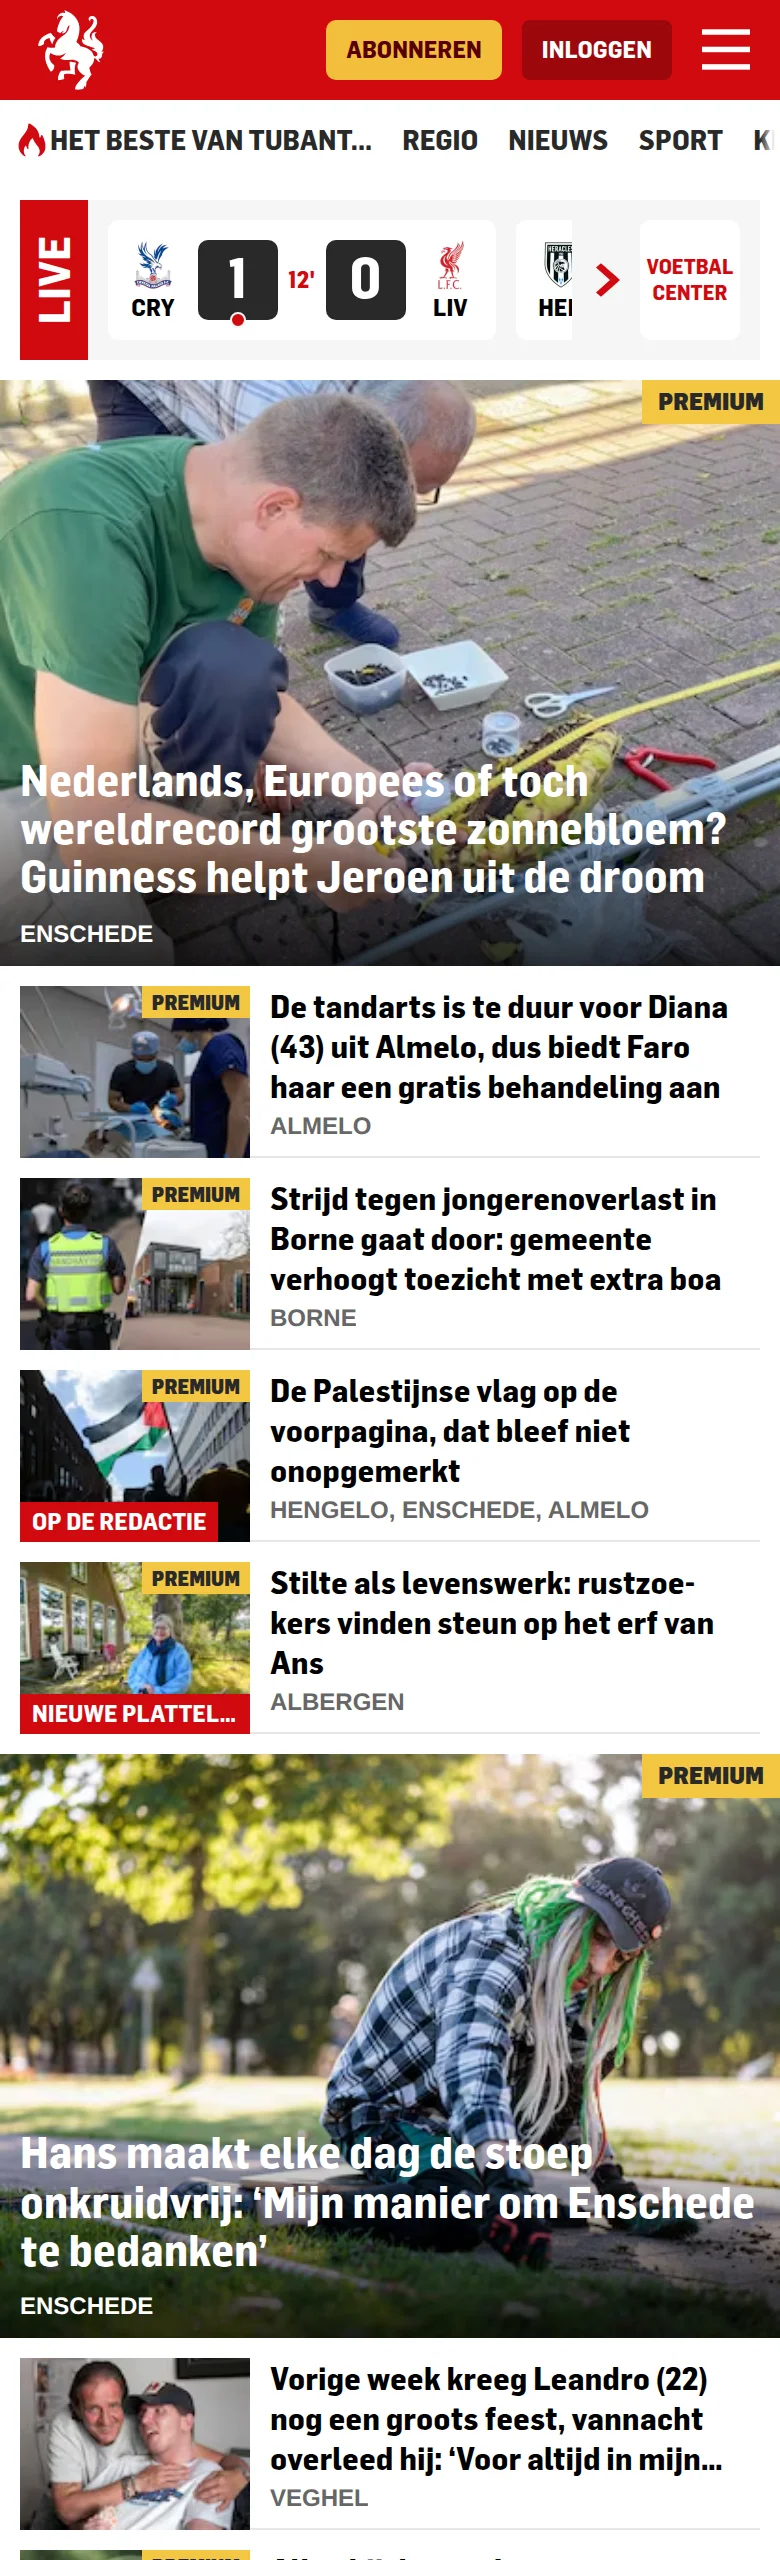 ABONNEREN
INLOGGEN
HET BESTE VAN TUBANT...
REGIO
NIEUWS
SPORT
LIVE
CRY
1
12'
0
L.F.C.
LIV
HERACLES
VOETBAL
CENTER
PREMIUM
Nederlands, Europees of toch
wereldrecord grootste zonnebloem?
Guinness helpt Jeroen uit de droom
ENSCHEDE
PREMIUM
De tandarts is te duur voor Diana
(43) uit Almelo, dus biedt Faro
haar een gratis behandeling aan
ALMELO
PREMIUM
Strijd tegen jongerenoverlast in
Borne gaat door: gemeente
verhoogt toezicht met extra boa
BORNE
PREMIUM
De Palestijnse vlag op de
voorpagina, dat bleef niet
onopgemerkt
OP DE REDACTIE
HENGELO, ENSCHEDE, ALMELO
PREMIUM
Stilte als levenswerk: rustzoe-
kers vinden steun op het erf van
Ans
NIEUWE PLATTEL...
ALBERGEN
PREMIUM
Hans maakt elke dag de stoep
onkruidvrij: ‘Mijn manier om Enschede
te bedanken’
ENSCHEDE
Vorige week kreeg Leandro (22)
nog een groots feest, vannacht
overleed hij: ‘Voor altijd in mijn...
VEGHEL